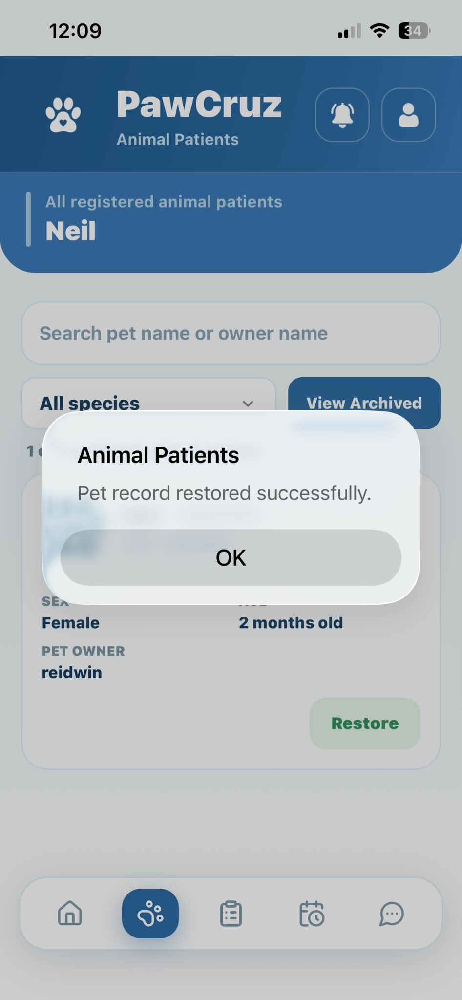 12:09
34
PawCruz
Animal Patients
All registered animal patients
Neil
Search pet name or owner name
All species
View Archived
1
Animal Patients
Pet record restored successfully.
OK
SEX
Female
2 months old
PET OWNER
reidwin
Restore